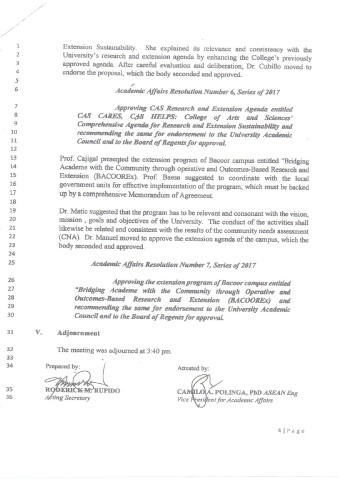 1 Extension Sustainability. She explained its relevance and consistency with the
2 University's research and extension agenda by enhancing the College's previously
3 approved agenda. After careful evaluation and deliberation, Dr. Cubillo moved to
4 endorse the proposal, which the body seconded and approved.
5
6 Academic Affairs Resolution Number 6, Series of 2017
7 Approving CAS Research and Extension Agenda entitled
8 CAS CARES, CAS HELPS: College of Arts and Sciences'
9 Comprehensive Agenda for Research and Extension Sustainability and
10 recommending the same for endorsement to the University Academic
11 Council and to the Board of Regents for approval.
12
13 Prof. Cajigal presented the extension program of Bacoor campus entitled "Bridging
14 Academe with the Community through operative and Outcomes-Based Research and
15 Extension (BACOOREx). Prof. Baesa suggested to coordinate with the local
16 government units for effective implementation of the program, which must be backed
17 up by a comprehensive Memorandum of Agreement.
18
19 Dr. Matic suggested that the program has to be relevant and consonant with the vision,
20 mission , goals and objectives of the University. The conduct of the activities shall
21 likewise be related and consistent with the results of the community needs assessment
22 (CNA). Dr. Manuel moved to approve the extension agenda of the campus, which the
23 body seconded and approved.
24
25 Academic Affairs Resolution Number 7, Series of 2017
26 Approving the extension program of Bacoor campus entitled
27 "Bridging Academe with the Community through Operative and
28 Outcomes-Based Research and Extension (BACOOREx) and
29 recommending the same for endorsement to the University Academic
30 Council and to the Board of Regents for approval.
31 V. Adjournment
32 The meeting was adjourned at 3:40 pm.
33
34 Prepared by: Attested by:
35 RODERICK M. RUPIDO CAMILO A. POLINGA, PhD ASEAN Eng
36 Acting Secretary Vice President for Academic Affairs
4 | P a g e